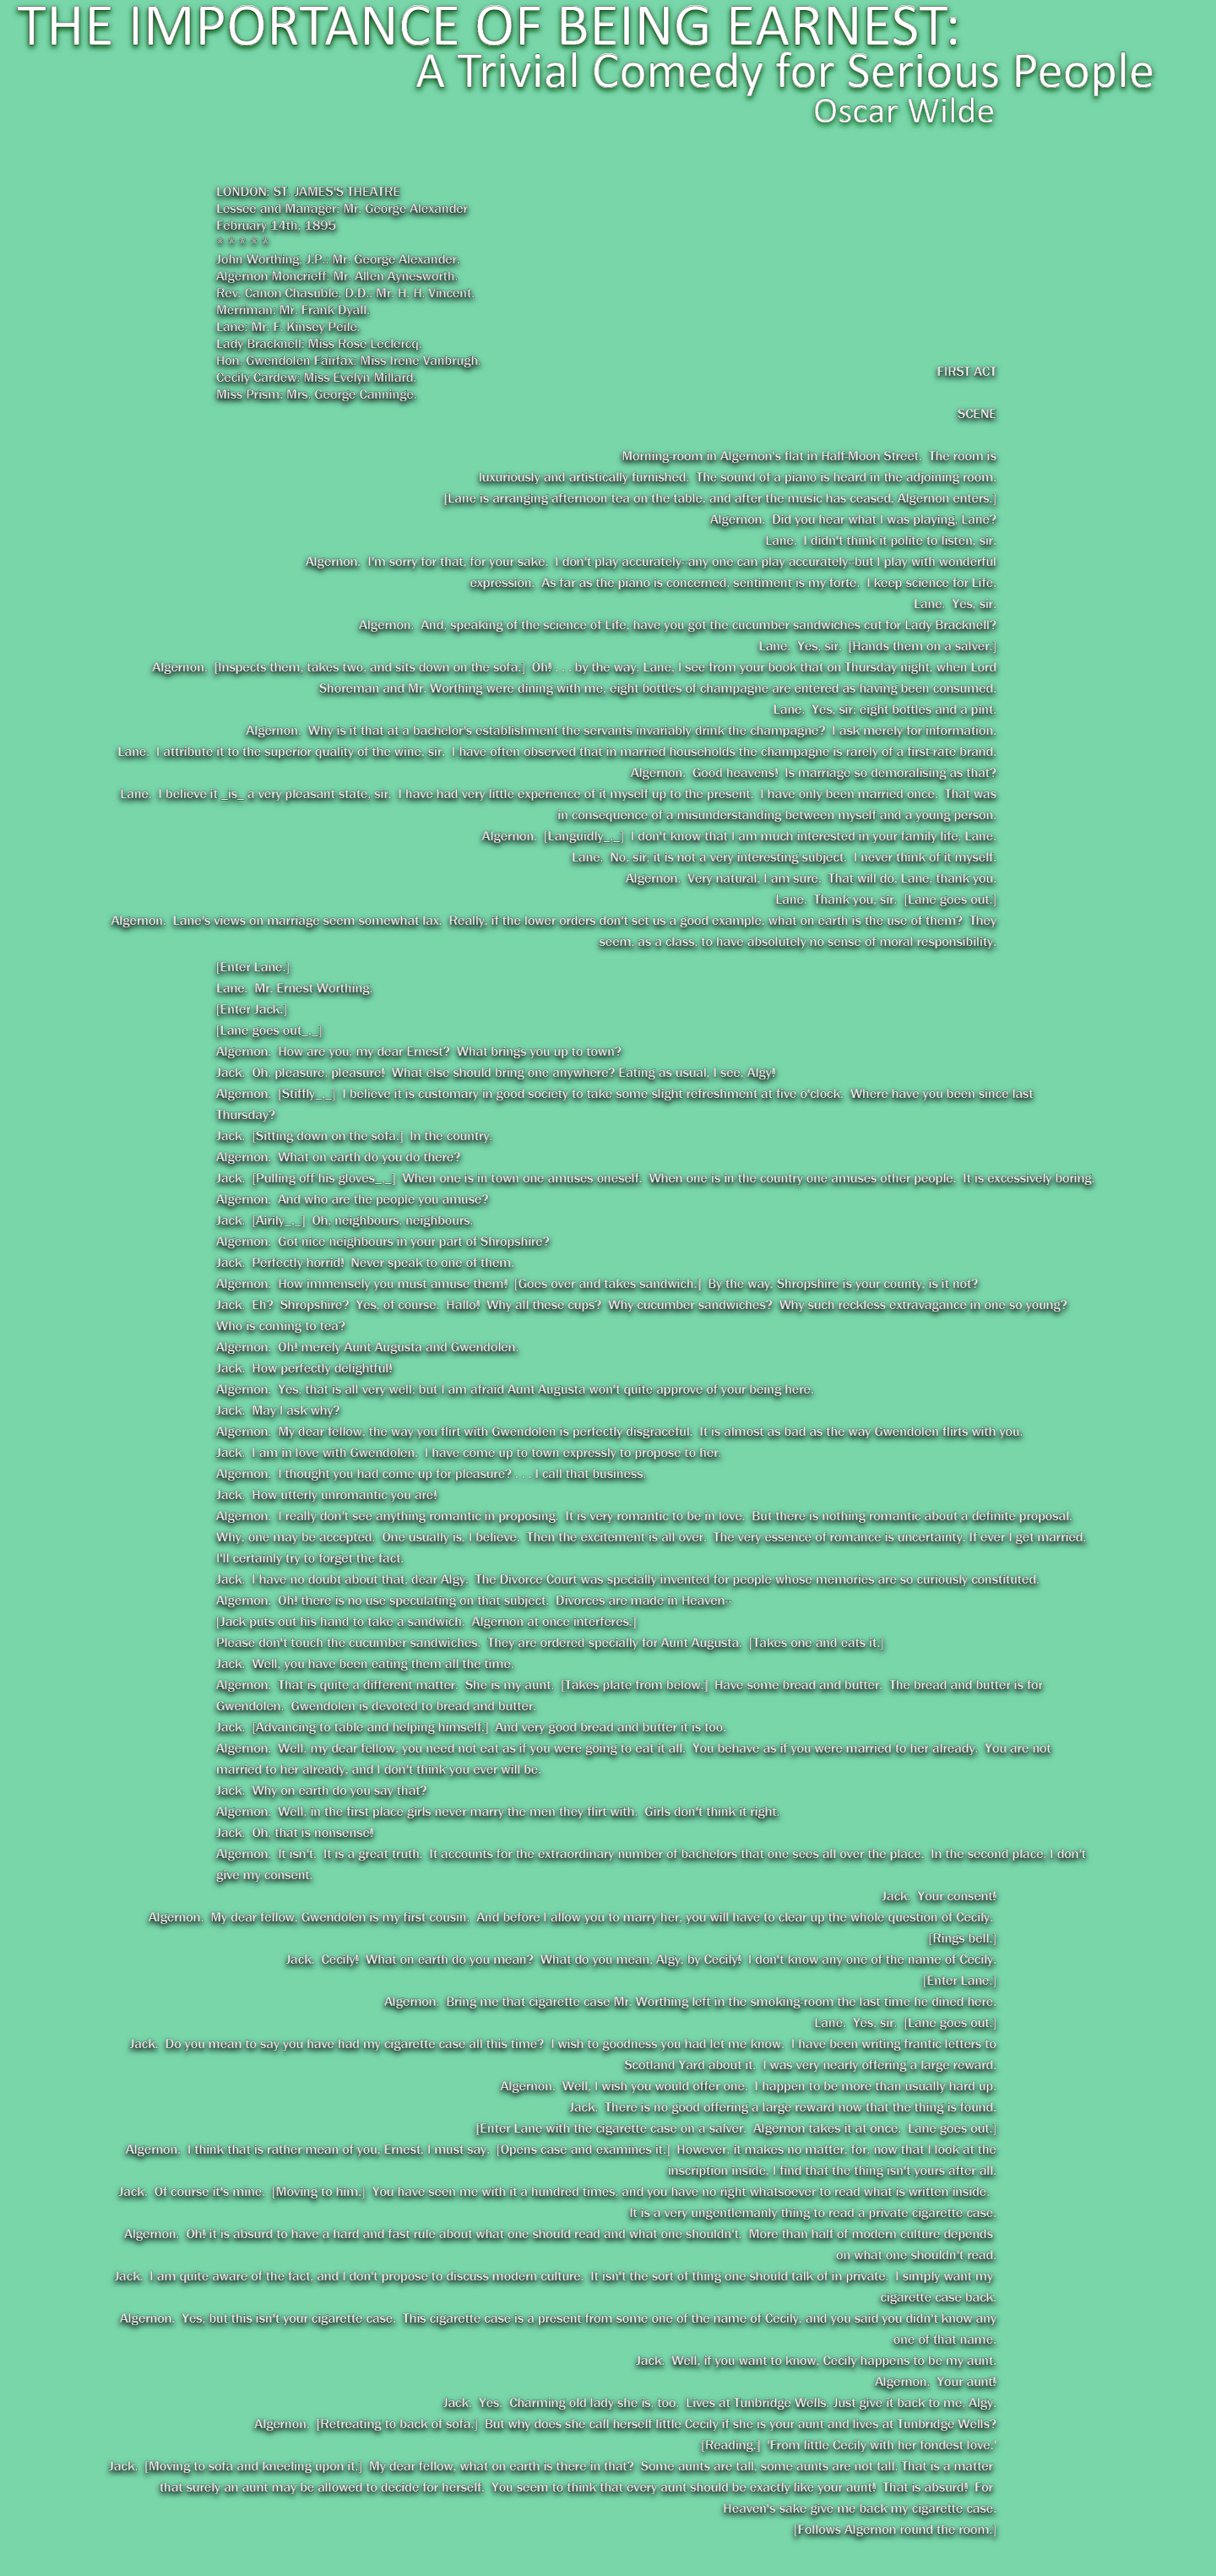 THE IMPORTANCE OF BEING EARNEST:
A Trivial Comedy for Serious People
Oscar Wilde
LONDON: ST. JAMES'S THEATRE
Lessee and Manager: Mr. George Alexander
February 14th, 1895
* * * * *
John Worthing, J.P.: Mr. George Alexander.
Algernon Moncrieff: Mr. Allen Aynesworth.
Rev. Canon Chasuble, D.D.: Mr. H. H. Vincent.
Merriman: Mr. Frank Dyall.
Lane: Mr. F. Kinsey Peile.
Lady Bracknell: Miss Rose Leclercq.
Hon. Gwendolen Fairfax: Miss Irene Vanbrugh.
Cecily Cardew: Miss Evelyn Millard.
Miss Prism: Mrs. George Canninge.
FIRST ACT
SCENE
Morning-room in Algernon's flat in Half-Moon Street.  The room is
luxuriously and artistically furnished.  The sound of a piano is heard in the adjoining room.
[Lane is arranging afternoon tea on the table, and after the music has ceased, Algernon enters.]
Algernon.  Did you hear what I was playing, Lane?
Lane.  I didn't think it polite to listen, sir.
Algernon.  I'm sorry for that, for your sake.  I don't play accurately--any one can play accurately--but I play with wonderful
expression.  As far as the piano is concerned, sentiment is my forte.  I keep science for Life.
Lane.  Yes, sir.
Algernon.  And, speaking of the science of Life, have you got the cucumber sandwiches cut for Lady Bracknell?
Lane.  Yes, sir.  [Hands them on a salver.]
Algernon.  [Inspects them, takes two, and sits down on the sofa.]  Oh! . . . by the way, Lane, I see from your book that on Thursday night, when Lord
Shoreman and Mr. Worthing were dining with me, eight bottles of champagne are entered as having been consumed.
Lane.  Yes, sir; eight bottles and a pint.
Algernon.  Why is it that at a bachelor's establishment the servants invariably drink the champagne?  I ask merely for information.
Lane.  I attribute it to the superior quality of the wine, sir.  I have often observed that in married households the champagne is rarely of a first-rate brand.
Algernon.  Good heavens!  Is marriage so demoralising as that?
Lane.  I believe it _is_ a very pleasant state, sir.  I have had very little experience of it myself up to the present.  I have only been married once.  That was
in consequence of a misunderstanding between myself and a young person.
Algernon.  [Languidly_._]  I don't know that I am much interested in your family life, Lane.
Lane.  No, sir; it is not a very interesting subject.  I never think of it myself.
Algernon.  Very natural, I am sure.  That will do, Lane, thank you.
Lane.  Thank you, sir.  [Lane goes out.]
Algernon.  Lane's views on marriage seem somewhat lax.  Really, if the lower orders don't set us a good example, what on earth is the use of them?  They
seem, as a class, to have absolutely no sense of moral responsibility.
[Enter Lane.]
Lane.  Mr. Ernest Worthing.
[Enter Jack.]
[Lane goes out_._]
Algernon.  How are you, my dear Ernest?  What brings you up to town?
Jack.  Oh, pleasure, pleasure!  What else should bring one anywhere? Eating as usual, I see, Algy!
Algernon.  [Stiffly_._]  I believe it is customary in good society to take some slight refreshment at five o'clock.  Where have you been since last
Thursday?
Jack.  [Sitting down on the sofa.]  In the country.
Algernon.  What on earth do you do there?
Jack.  [Pulling off his gloves_._]  When one is in town one amuses oneself.  When one is in the country one amuses other people.  It is excessively boring.
Algernon.  And who are the people you amuse?
Jack.  [Airily_._]  Oh, neighbours, neighbours.
Algernon.  Got nice neighbours in your part of Shropshire?
Jack.  Perfectly horrid!  Never speak to one of them.
Algernon.  How immensely you must amuse them!  [Goes over and takes sandwich.]  By the way, Shropshire is your county, is it not?
Jack.  Eh?  Shropshire?  Yes, of course.  Hallo!  Why all these cups?  Why cucumber sandwiches?  Why such reckless extravagance in one so young?
Who is coming to tea?
Algernon.  Oh! merely Aunt Augusta and Gwendolen.
Jack.  How perfectly delightful!
Algernon.  Yes, that is all very well; but I am afraid Aunt Augusta won't quite approve of your being here.
Jack.  May I ask why?
Algernon.  My dear fellow, the way you flirt with Gwendolen is perfectly disgraceful.  It is almost as bad as the way Gwendolen flirts with you.
Jack.  I am in love with Gwendolen.  I have come up to town expressly to propose to her.
Algernon.  I thought you had come up for pleasure? . . . I call that business.
Jack.  How utterly unromantic you are!
Algernon.  I really don't see anything romantic in proposing.  It is very romantic to be in love.  But there is nothing romantic about a definite proposal.
Why, one may be accepted.  One usually is, I believe.  Then the excitement is all over.  The very essence of romance is uncertainty. If ever I get married,
I'll certainly try to forget the fact.
Jack.  I have no doubt about that, dear Algy.  The Divorce Court was specially invented for people whose memories are so curiously constituted.
Algernon.  Oh! there is no use speculating on that subject.  Divorces are made in Heaven--
[Jack puts out his hand to take a sandwich.  Algernon at once interferes.]
Please don't touch the cucumber sandwiches.  They are ordered specially for Aunt Augusta.  [Takes one and eats it.]
Jack.  Well, you have been eating them all the time.
Algernon.  That is quite a different matter.  She is my aunt.  [Takes plate from below.]  Have some bread and butter.  The bread and butter is for
Gwendolen.  Gwendolen is devoted to bread and butter.
Jack.  [Advancing to table and helping himself.]  And very good bread and butter it is too.
Algernon.  Well, my dear fellow, you need not eat as if you were going to eat it all.  You behave as if you were married to her already.  You are not
married to her already, and I don't think you ever will be.
Jack.  Why on earth do you say that?
Algernon.  Well, in the first place girls never marry the men they flirt with.  Girls don't think it right.
Jack.  Oh, that is nonsense!
Algernon.  It isn't.  It is a great truth.  It accounts for the extraordinary number of bachelors that one sees all over the place.  In the second place, I don't
give my consent.
Jack.  Your consent!
Algernon.  My dear fellow, Gwendolen is my first cousin.  And before I allow you to marry her, you will have to clear up the whole question of Cecily.
[Rings bell.]
Jack.  Cecily!  What on earth do you mean?  What do you mean, Algy, by Cecily!  I don't know any one of the name of Cecily.
[Enter Lane.]
Algernon.  Bring me that cigarette case Mr. Worthing left in the smoking-room the last time he dined here.
Lane.  Yes, sir.  [Lane goes out.]
Jack.  Do you mean to say you have had my cigarette case all this time?  I wish to goodness you had let me know.  I have been writing frantic letters to
Scotland Yard about it.  I was very nearly offering a large reward.
Algernon.  Well, I wish you would offer one.  I happen to be more than usually hard up.
Jack.  There is no good offering a large reward now that the thing is found.
[Enter Lane with the cigarette case on a salver.  Algernon takes it at once.  Lane goes out.]
Algernon.  I think that is rather mean of you, Ernest, I must say.  [Opens case and examines it.]  However, it makes no matter, for, now that I look at the
inscription inside, I find that the thing isn't yours after all.
Jack.  Of course it's mine.  [Moving to him.]  You have seen me with it a hundred times, and you have no right whatsoever to read what is written inside.
It is a very ungentlemanly thing to read a private cigarette case.
Algernon.  Oh! it is absurd to have a hard and fast rule about what one should read and what one shouldn't.  More than half of modern culture depends
on what one shouldn't read.
Jack.  I am quite aware of the fact, and I don't propose to discuss modern culture.  It isn't the sort of thing one should talk of in private.  I simply want my
cigarette case back.
Algernon.  Yes; but this isn't your cigarette case.  This cigarette case is a present from some one of the name of Cecily, and you said you didn't know any
one of that name.
Jack.  Well, if you want to know, Cecily happens to be my aunt.
Algernon.  Your aunt!
Jack.  Yes.  Charming old lady she is, too.  Lives at Tunbridge Wells. Just give it back to me, Algy.
Algernon.  [Retreating to back of sofa.]  But why does she call herself little Cecily if she is your aunt and lives at Tunbridge Wells?
[Reading.]  'From little Cecily with her fondest love.'
Jack.  [Moving to sofa and kneeling upon it.]  My dear fellow, what on earth is there in that?  Some aunts are tall, some aunts are not tall. That is a matter
that surely an aunt may be allowed to decide for herself.  You seem to think that every aunt should be exactly like your aunt!  That is absurd!  For
Heaven's sake give me back my cigarette case.
[Follows Algernon round the room.]